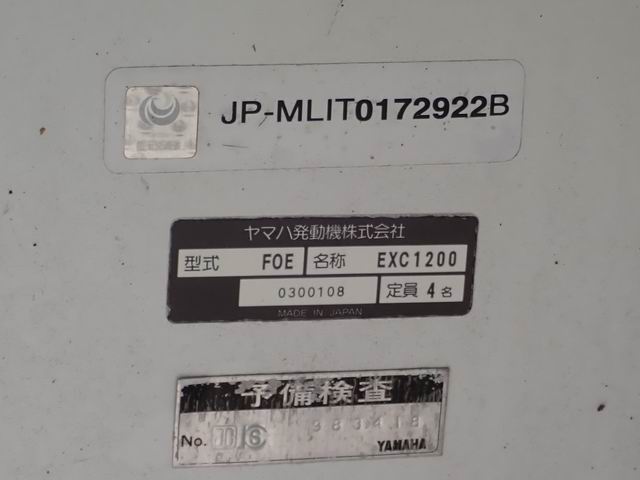 JP-MLIT0172922B
ヤマハ発動機株式会社
型式 FOE 名称 EXC1200
0300108 定員 4名
MADE IN JAPAN
予備検査
No. S 983418 YAMAHA